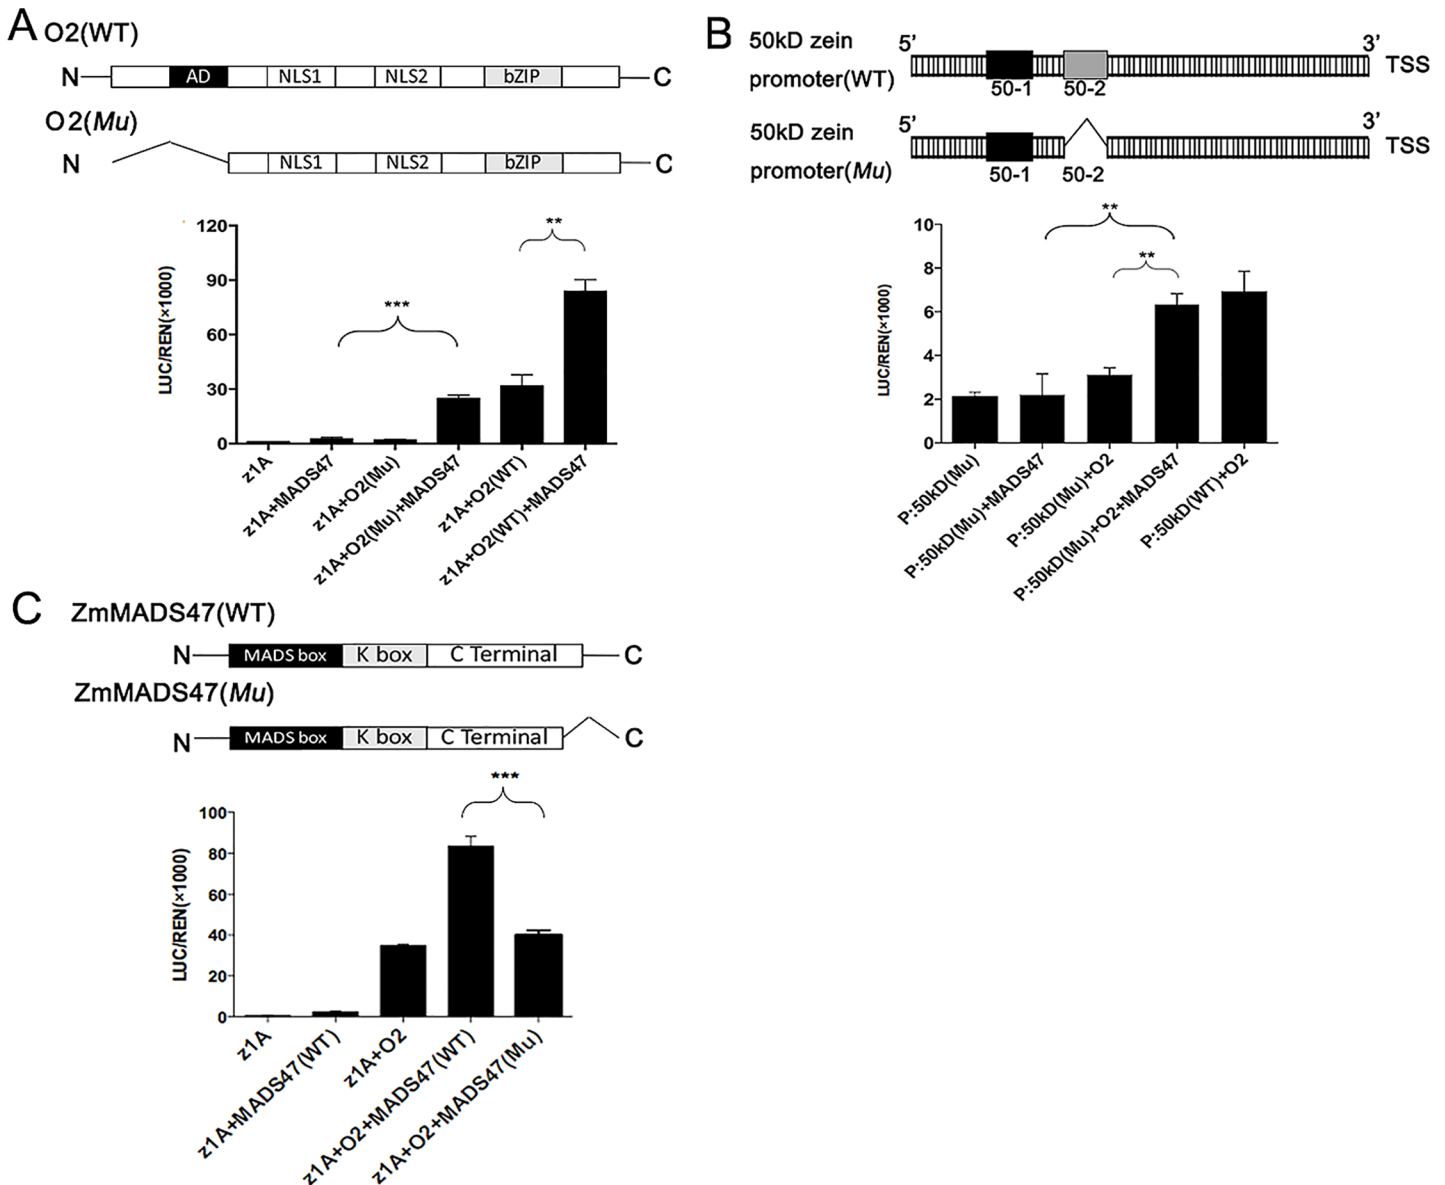 A O2(WT)
N AD NLS1 NLS2 bZIP C
O2(Mu)
N NLS1 NLS2 bZIP C
LUC/REN(×1000)
120
90
60
30
0
***
**
z1A
z1A+MADS47
z1A+O2(Mu)
z1A+O2(Mu)+MADS47
z1A+O2(WT)
z1A+O2(WT)+MADS47
B 50kD zein
promoter(WT)
5’ 3’
TSS
50-1 50-2
50kD zein
promoter(Mu)
5’ 3’
TSS
50-1 50-2
LUC/REN(×1000)
10
8
6
4
2
0
**
**
P:50kD(Mu)
P:50kD(Mu)+MADS47
P:50kD(Mu)+O2
P:50kD(Mu)+O2+MADS47
P:50kD(WT)+O2
C ZmMADS47(WT)
N MADS box K box C Terminal C
ZmMADS47(Mu)
N MADS box K box C Terminal C
LUC/REN(×1000)
100
80
60
40
20
0
***
z1A
z1A+MADS47(WT)
z1A+O2
z1A+O2+MADS47(WT)
z1A+O2+MADS47(Mu)